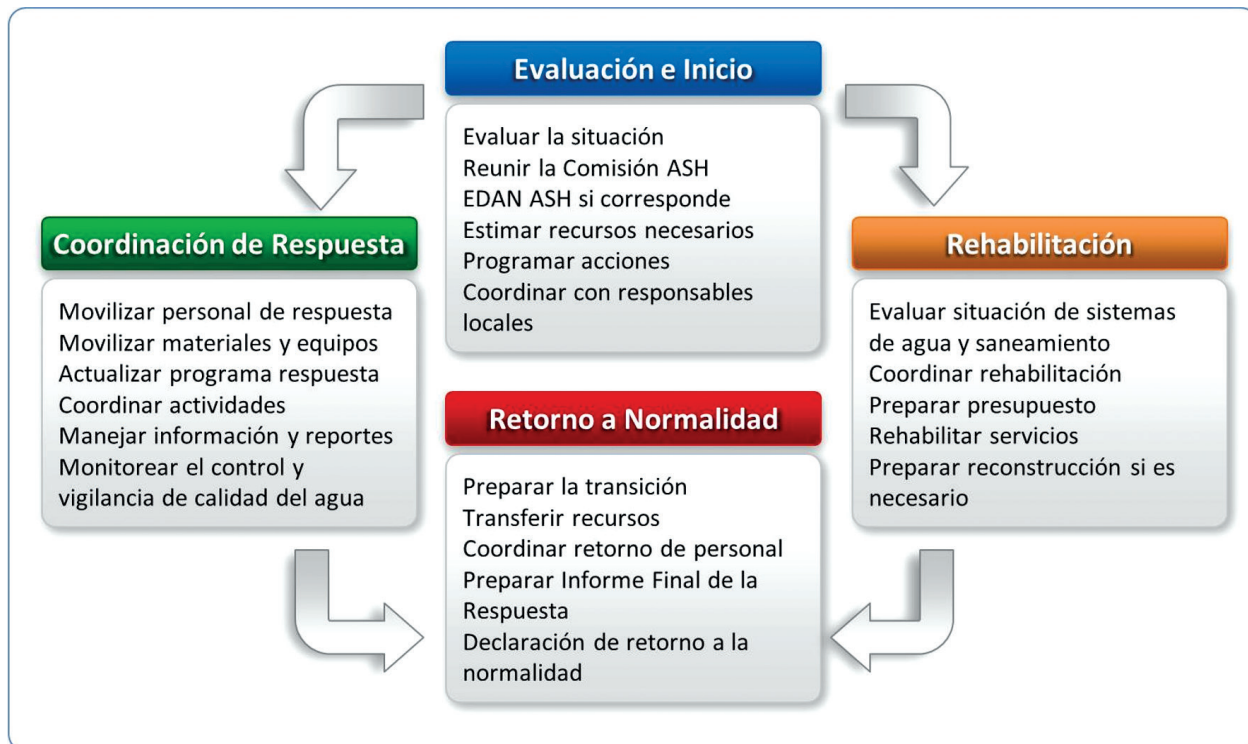 Evaluación e Inicio
Evaluar la situación
Reunir la Comisión ASH
EDAN ASH si corresponde
Estimar recursos necesarios
Programar acciones
Coordinar con responsables
locales
Coordinación de Respuesta
Movilizar personal de respuesta
Movilizar materiales y equipos
Actualizar programa respuesta
Coordinar actividades
Manejar información y reportes
Monitorear el control y
vigilancia de calidad del agua
Rehabilitación
Evaluar situación de sistemas
de agua y saneamiento
Coordinar rehabilitación
Preparar presupuesto
Rehabilitar servicios
Preparar reconstrucción si es
necesario
Retorno a Normalidad
Preparar la transición
Transferir recursos
Coordinar retorno de personal
Preparar Informe Final de la
Respuesta
Declaración de retorno a la
normalidad